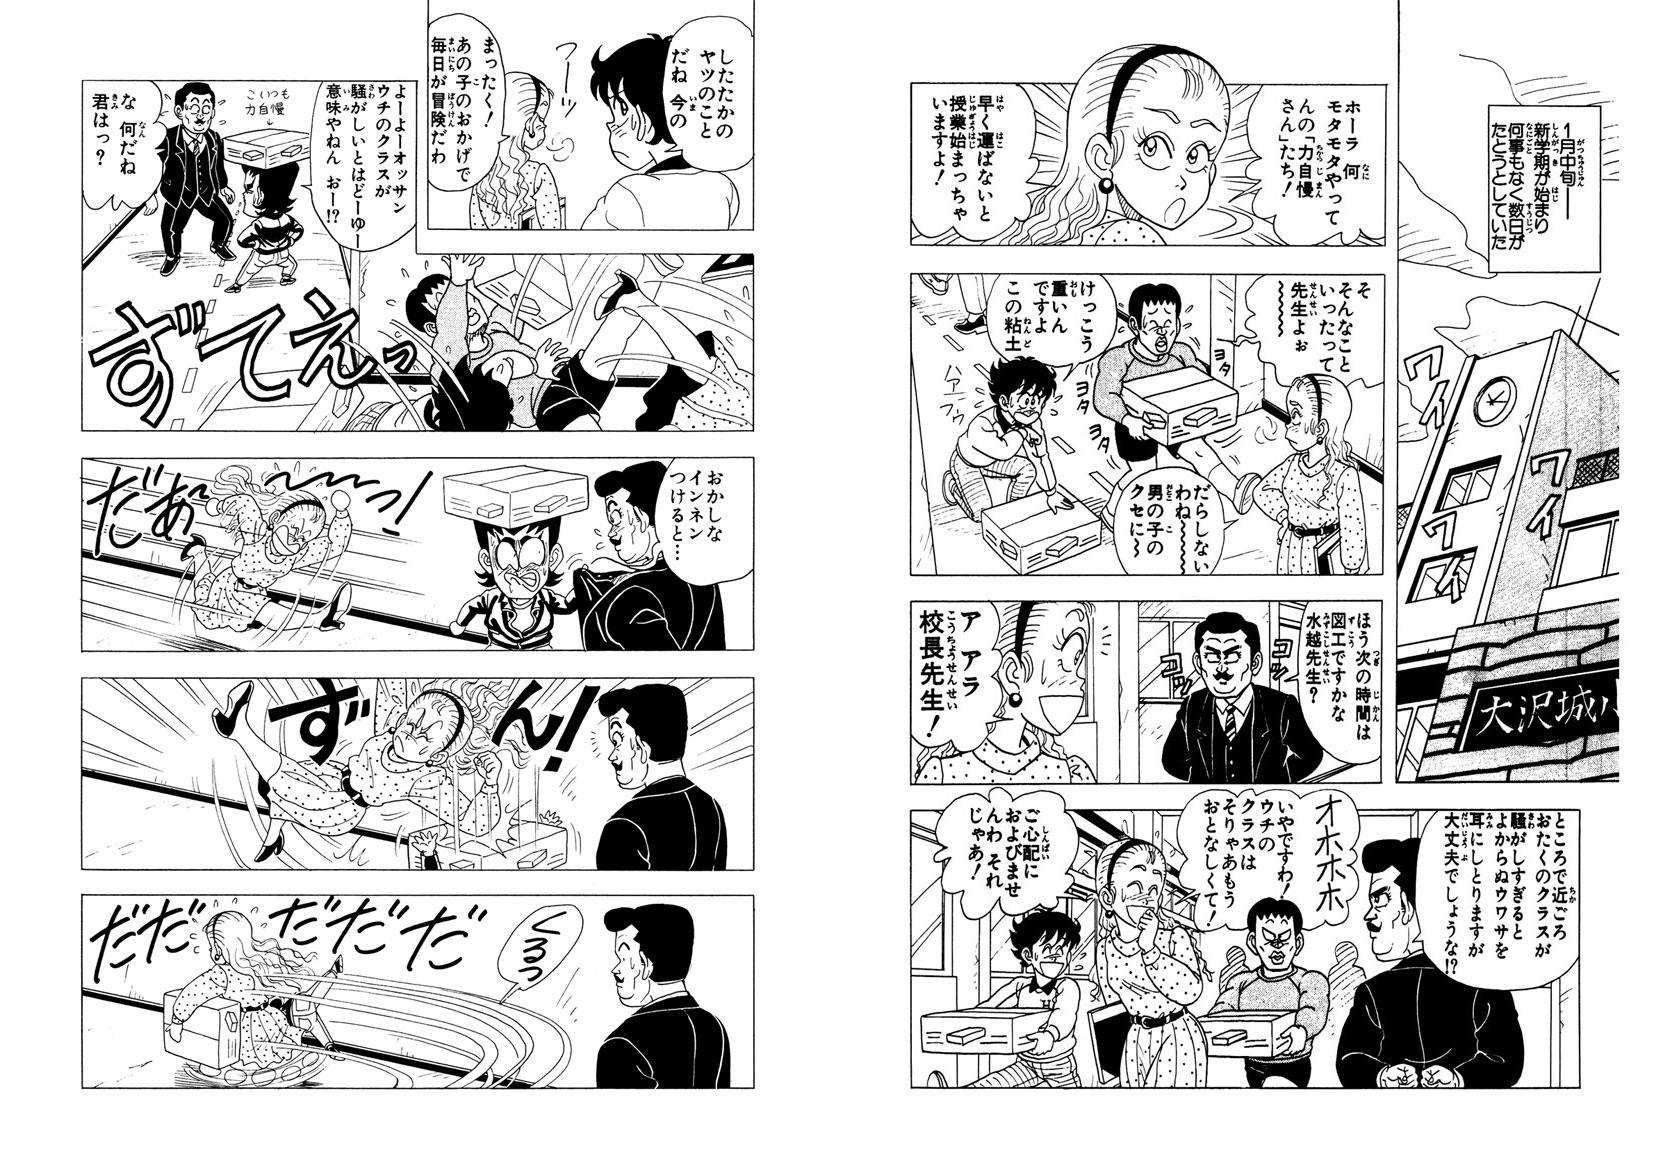 1月中旬――
新学期が始まり
何事もなく数日が
たとうとしていた
ワイ
ワイ
ワイ
大沢城小
ホーラ 何
モタモタやって
んの「力自慢
さん」たち!
早く運ばないと
授業始まっちゃ
いますよ!
そ
そんなこと
いったって
先生よぉ
〜〜〜〜
けっこう
重いん
ですよ
この粘土
ヨタ
ヨタ
ヨタ
ハアフウ
だらしない
わね〜〜〜〜
男の子の
クセに〜
ほう次の時間は
図工ですかな
水越先生?
コッ
コツッ
ア アラ
校長先生!
ところで近ごろ
おたくのクラスが
騒がしすぎると
よからぬウワサを
耳にしとりますが
大丈夫でしょうな!?
オホホホホ
いやですわ!
ウチの
クラスは
そりゃあもう
おとなしくて!
ご心配に
およびませ
んわ それ
じゃあ!
したたかの
ヤツのこと
だね 今の
フーッ
まったく!
あの子のおかげで
毎日が冒険だわ
よーよーオッサン
ウチのクラスが
騒がしいとはどーゆー
意味やねん おー!?
こいつも
力自慢
な 何だね
君はっ?
ずてえっ
おかしな
インネン
つけると…
だぁ〜〜っ!
ずん!
くるっ
だだだだだ